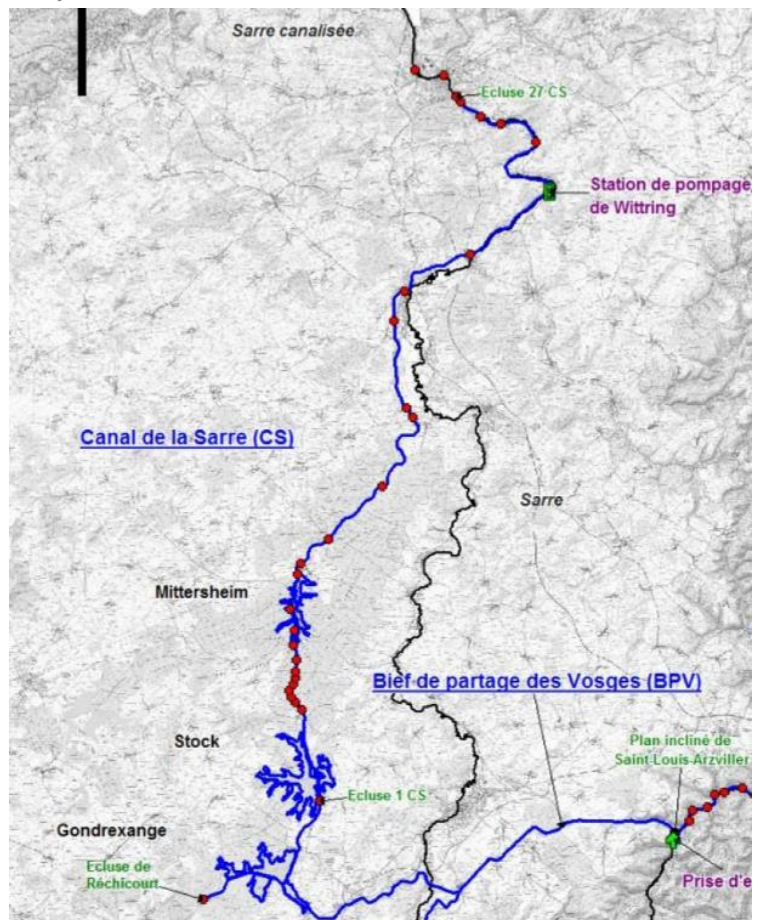 Sarre canalisée
Ecluse 27 CS
Station de pompage
de Wittring
Canal de la Sarre (CS)
Sarre
Mittersheim
Bief de partage des Vosges (BPV)
Stock
Plan incliné de
Saint-Louis-Arzviller
Ecluse 1 CS
Gondrexange
Ecluse de
Réchicourt
Prise d'e